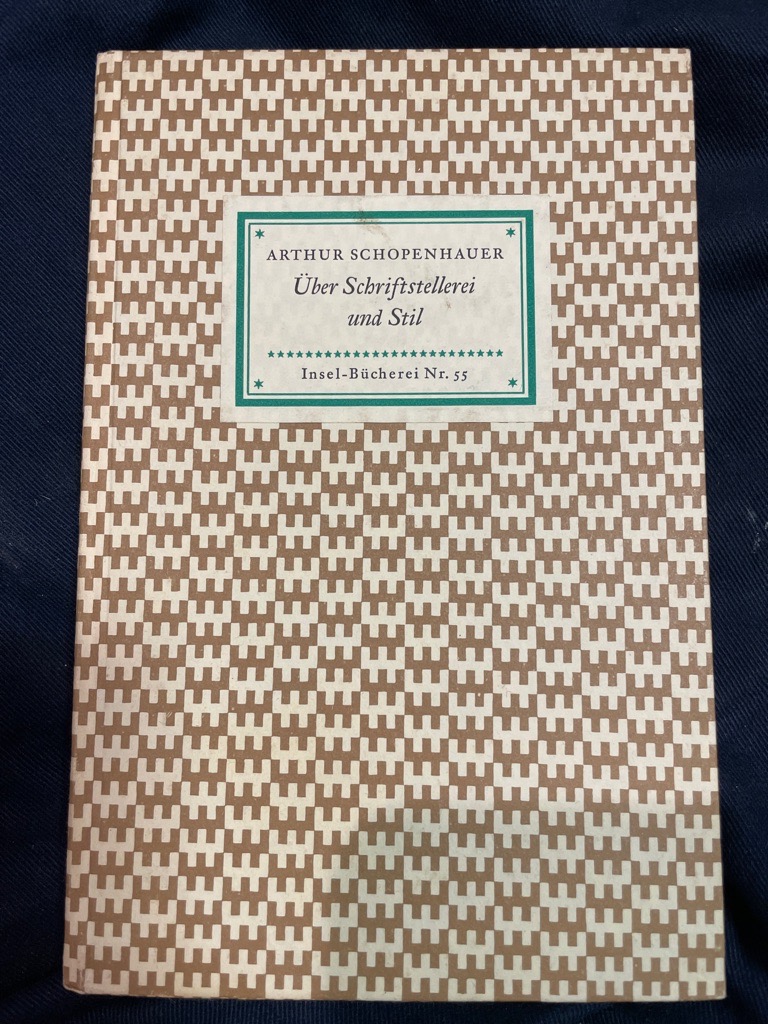 ARTHUR SCHOPENHAUER
Über Schriftstellerei
und Stil
Insel-Bücherei Nr. 55